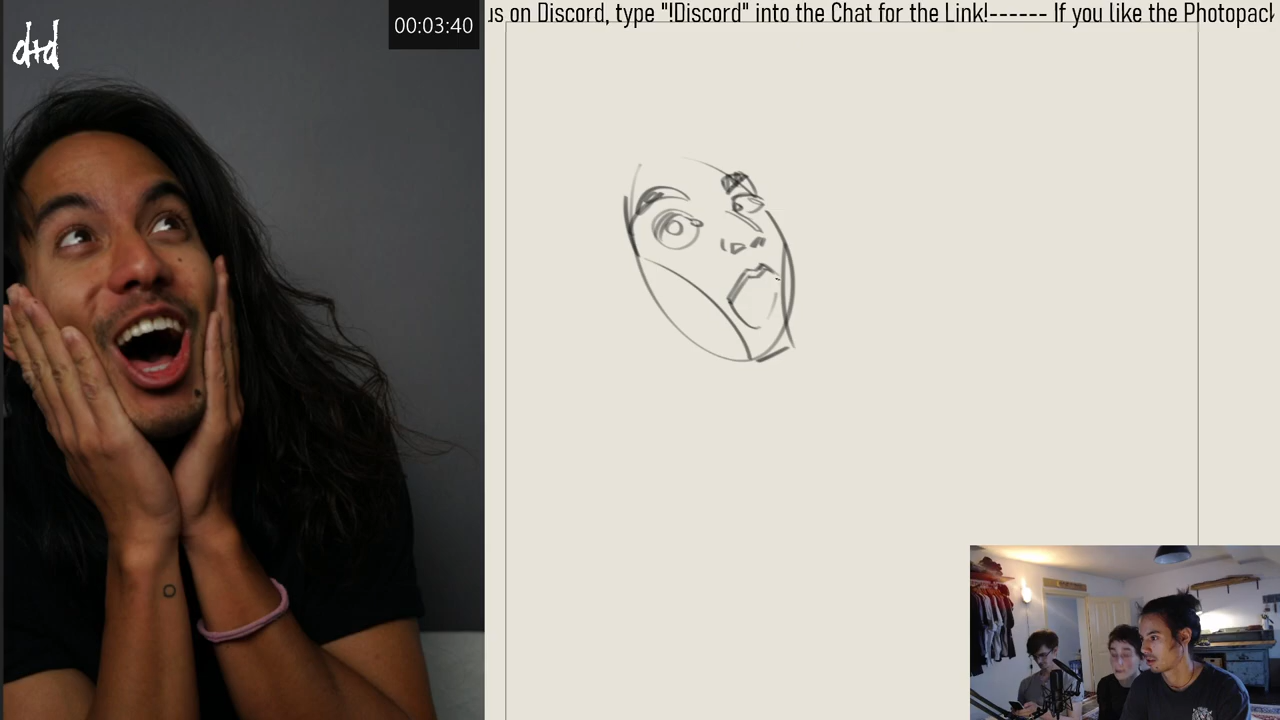 d+d
00:03:40
us on Discord, type "!Discord" into the Chat for the Link!------ If you like the Photopack